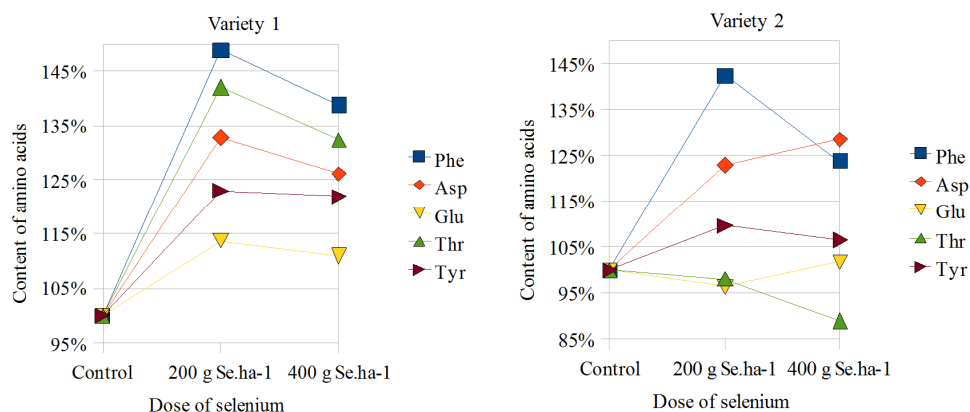 Variety 1
Content of amino acids
145%
135%
125%
115%
105%
95%
Control
200 g Se.ha-1
400 g Se.ha-1
Dose of selenium
Phe
Asp
Glu
Thr
Tyr
Variety 2
Content of amino acids
145%
135%
125%
115%
105%
95%
85%
Control
200 g Se.ha-1
400 g Se.ha-1
Dose of selenium
Phe
Asp
Glu
Thr
Tyr